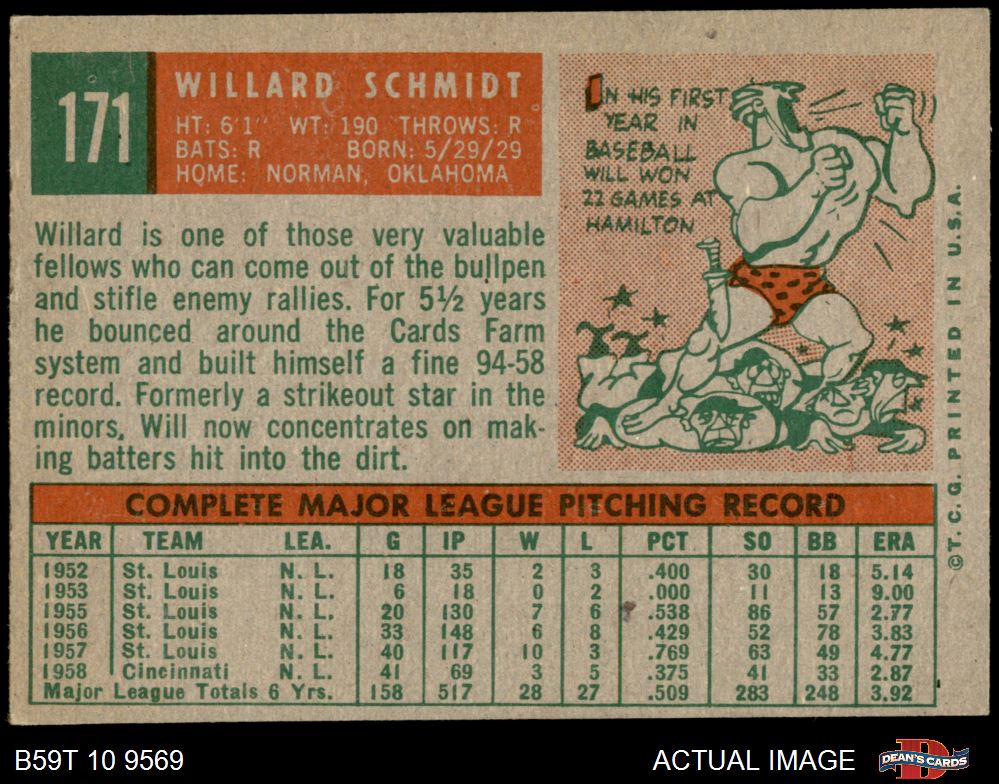 171
WILLARD SCHMIDT
HT: 6'1" WT: 190 THROWS: R
BATS: R BORN: 5/29/29
HOME: NORMAN, OKLAHOMA
IN HIS FIRST
YEAR IN
BASEBALL
WILL WON
22 GAMES AT
HAMILTON
Willard is one of those very valuable
fellows who can come out of the bullpen
and stifle enemy rallies. For 5½ years
he bounced around the Cards Farm
system and built himself a fine 94-58
record. Formerly a strikeout star in the
minors, Will now concentrates on mak-
ing batters hit into the dirt.
COMPLETE MAJOR LEAGUE PITCHING RECORD
YEAR TEAM LEA. G IP W L PCT. SO BB ERA
1952 St. Louis N. L. 18 35 2 3 .400 30 18 5.14
1953 St. Louis N. L. 6 18 0 2 .000 11 13 9.00
1955 St. Louis N. L. 20 130 7 6 .538 86 57 2.77
1956 St. Louis N. L. 33 148 6 8 .429 52 78 3.83
1957 St. Louis N. L. 40 117 10 3 .769 63 49 4.77
1958 Cincinnati N. L. 41 69 3 5 .375 41 33 2.87
Major League Totals 6 Yrs. 158 517 28 27 .509 283 248 3.92
©T.C.G. PRINTED IN U.S.A.
B59T 10 9569
ACTUAL IMAGE
D
DEAN'S CARDS